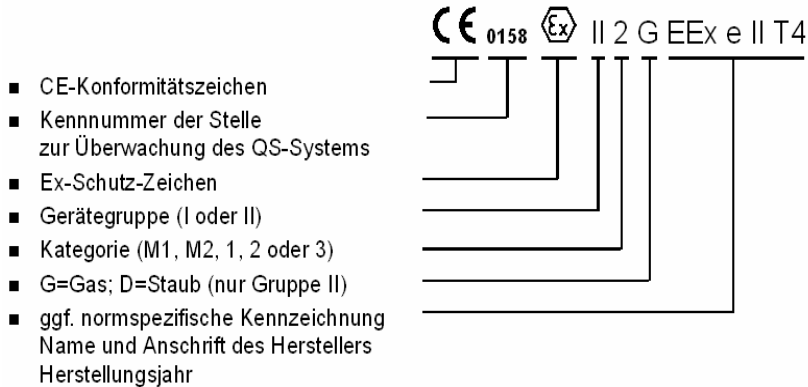 CE 0158 Ex II 2 G EEx e II T4
▪ CE-Konformitätszeichen
▪ Kennnummer der Stelle
zur Überwachung des QS-Systems
▪ Ex-Schutz-Zeichen
▪ Gerätegruppe (I oder II)
▪ Kategorie (M1, M2, 1, 2 oder 3)
▪ G=Gas; D=Staub (nur Gruppe II)
▪ ggf. normspezifische Kennzeichnung
Name und Anschrift des Herstellers
Herstellungsjahr